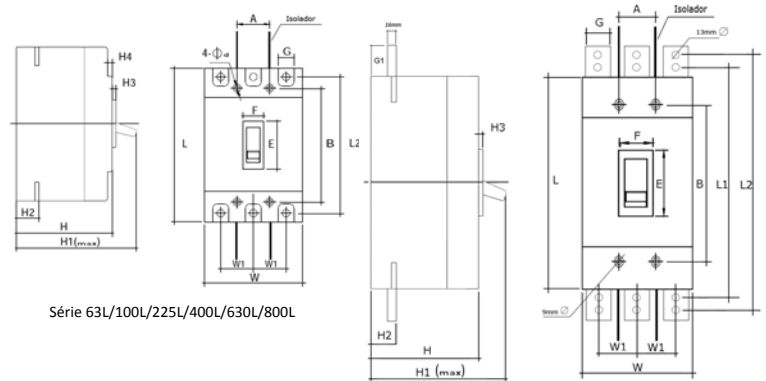 H4
H3
H2
H
H1(max)
A
Isolador
4-Φd
G
F
E
L
B
L2
W1
W1
W
Série 63L/100L/225L/400L/630L/800L
16mm
G1
H3
H2
H
H1 (max)
A
Isolador
G
13mm Ø
F
E
L
B
L1
L2
9mm Ø
W1
W1
W